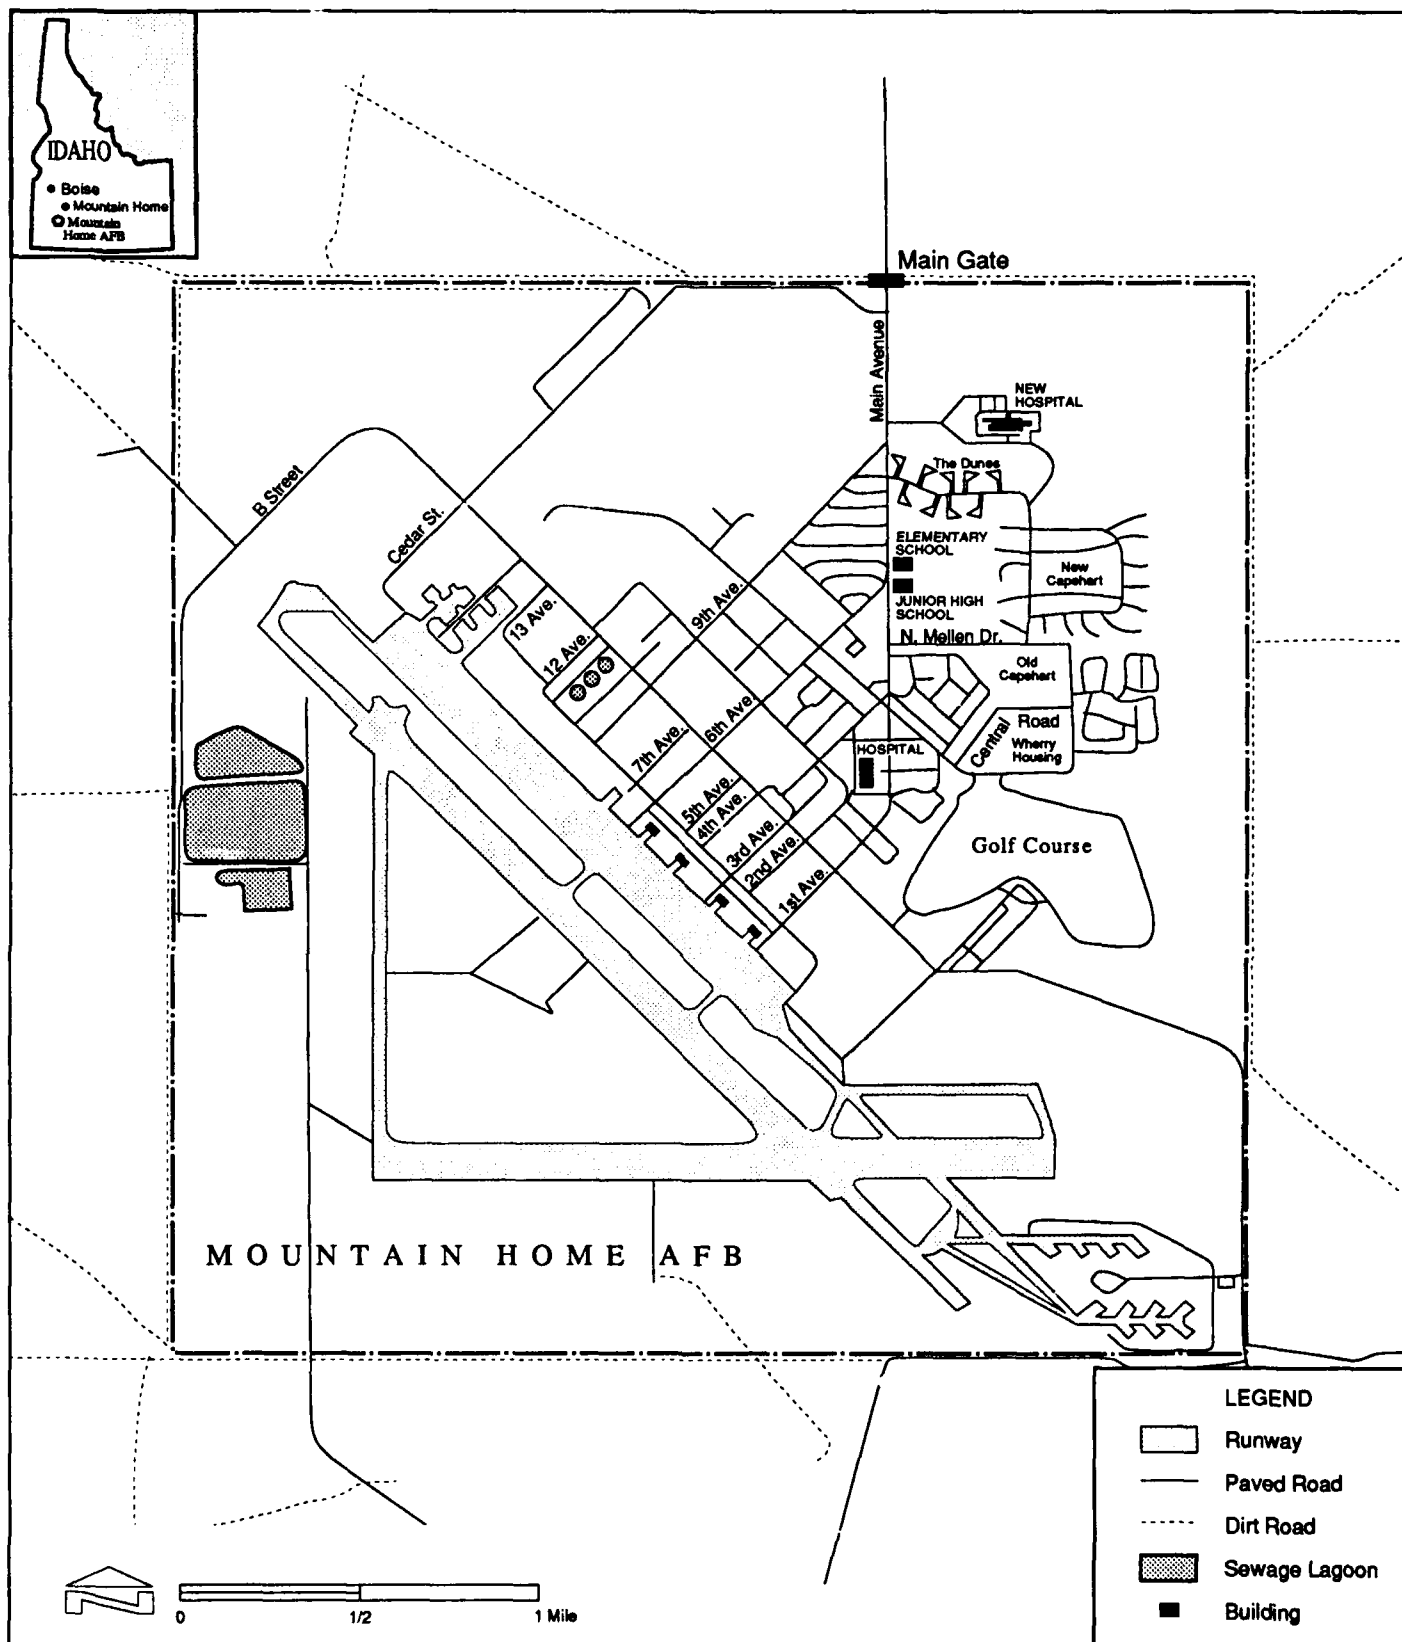 IDAHO
Boise
Mountain Home
Mountain
Home AFB
Main Gate
Main Avenue
NEW
HOSPITAL
The Dunes
B Street
Cedar St.
ELEMENTARY
SCHOOL
New
Capehart
JUNIOR HIGH
SCHOOL
N. Mellen Dr.
13 Ave.
12 Ave.
9th Ave.
Old
Capehart
7th Ave.
6th Ave.
Central Road
Wherry
Housing
HOSPITAL
5th Ave.
4th Ave.
3rd Ave.
2nd Ave.
1st Ave.
Golf Course
MOUNTAIN HOME AFB
LEGEND
Runway
Paved Road
Dirt Road
Sewage Lagoon
Building
N
0 1/2 1 Mile